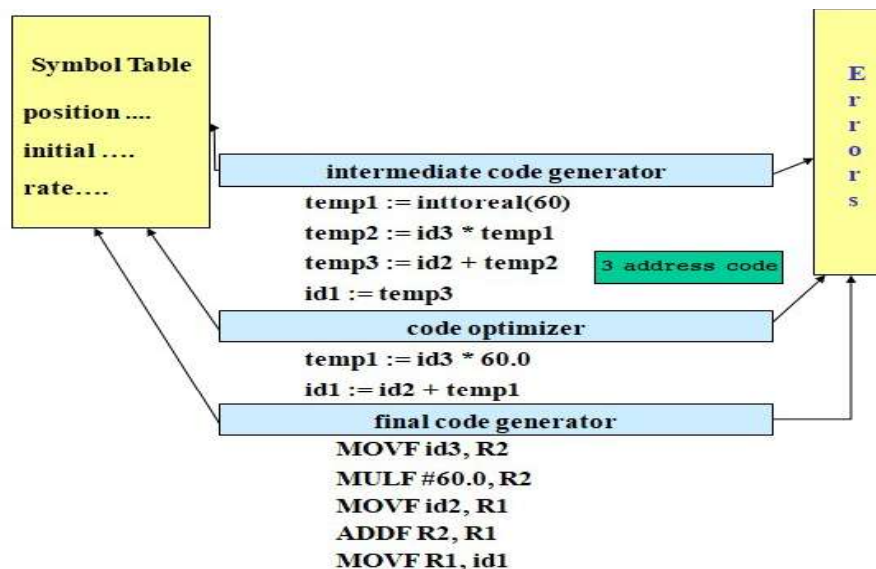 Symbol Table
position ....
initial ....
rate....
Errors
intermediate code generator
temp1 := inttoreal(60)
temp2 := id3 * temp1
temp3 := id2 + temp2
3 address code
id1 := temp3
code optimizer
temp1 := id3 * 60.0
id1 := id2 + temp1
final code generator
MOVF id3, R2
MULF #60.0, R2
MOVF id2, R1
ADDF R2, R1
MOVF R1, id1